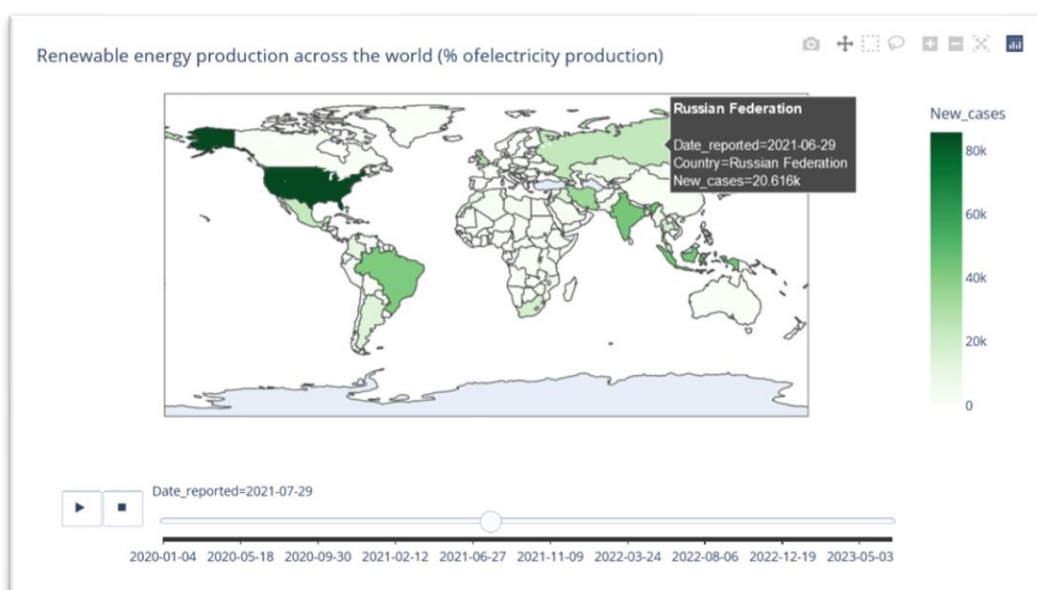 Renewable energy production across the world (% ofelectricity production)
Russian Federation
Date_reported=2021-06-29
Country=Russian Federation
New_cases=20.616k
New_cases
80k
60k
40k
20k
0
Date_reported=2021-07-29
2020-01-04 2020-05-18 2020-09-30 2021-02-12 2021-06-27 2021-11-09 2022-03-24 2022-08-06 2022-12-19 2023-05-03